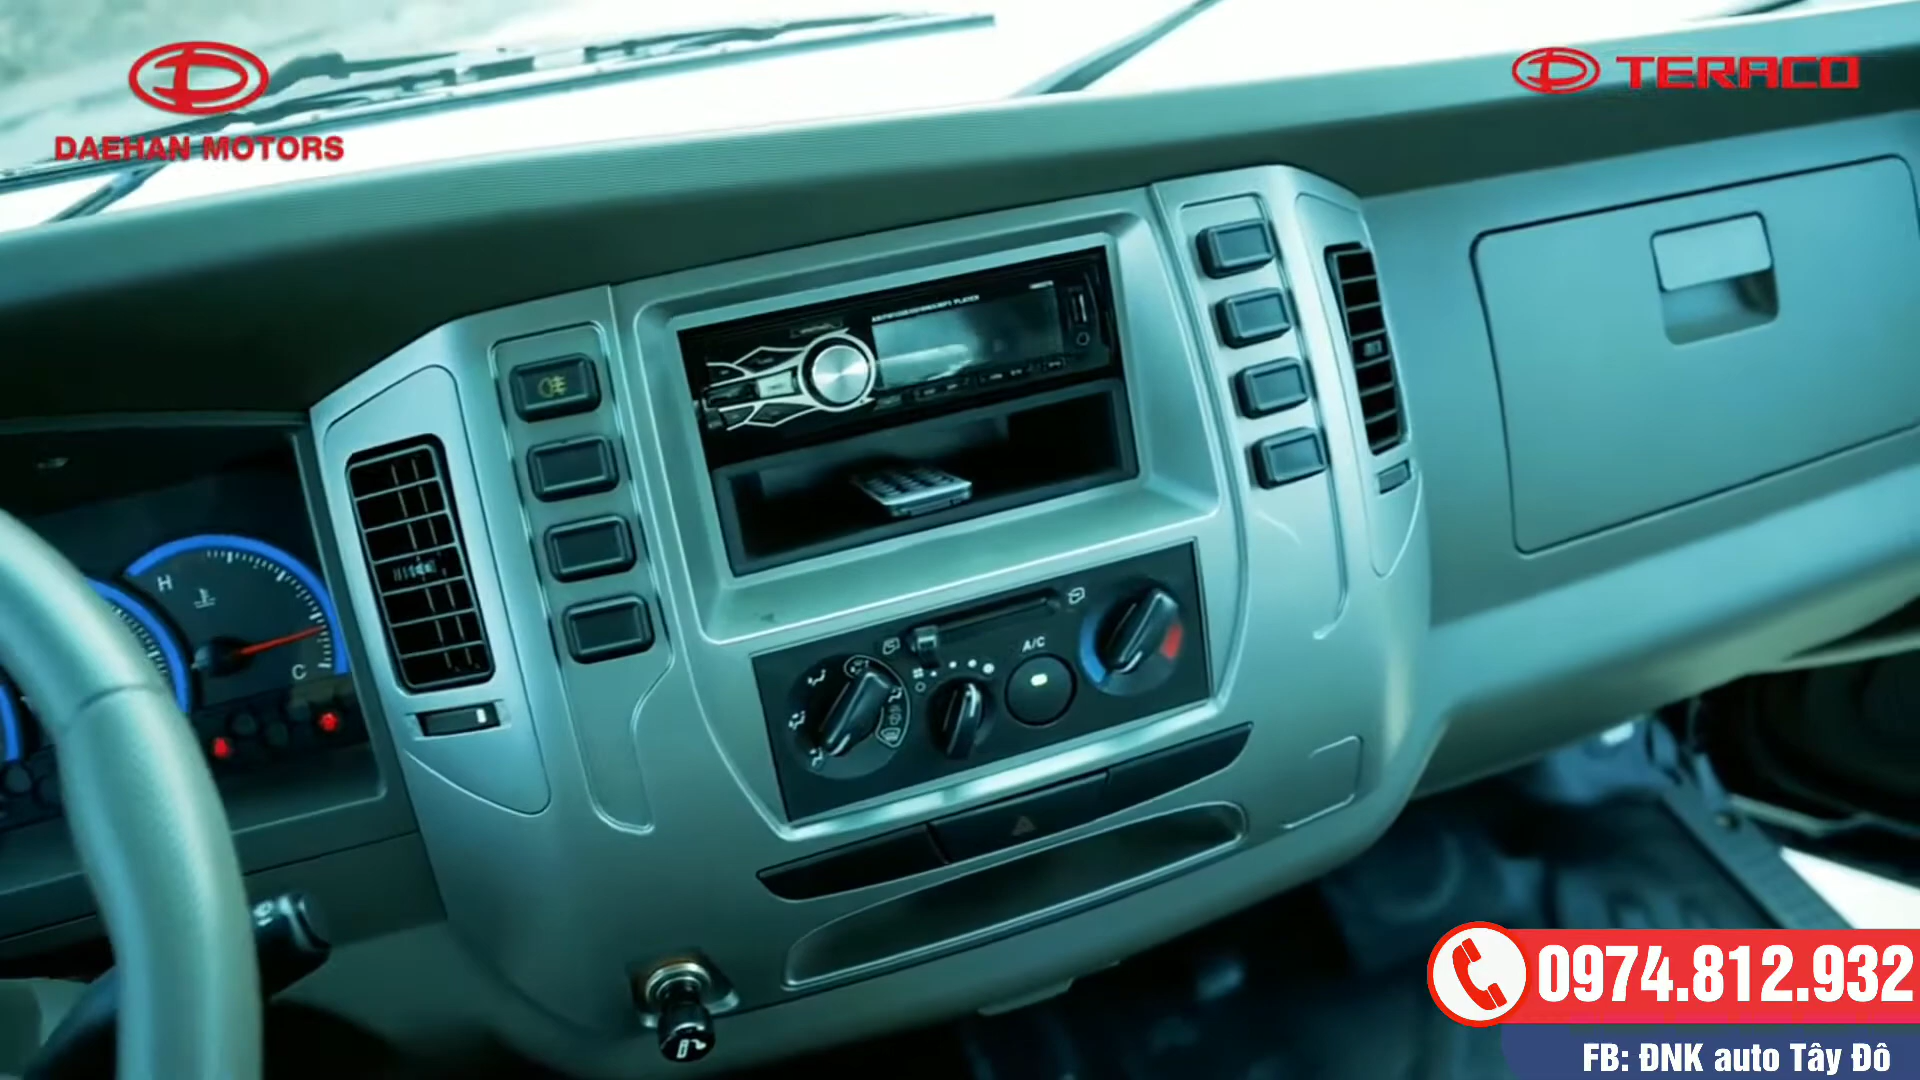 DAEHAN MOTORS
TERACO
H
C
A/C
0974.812.932
FB: ĐNK auto Tây Đô